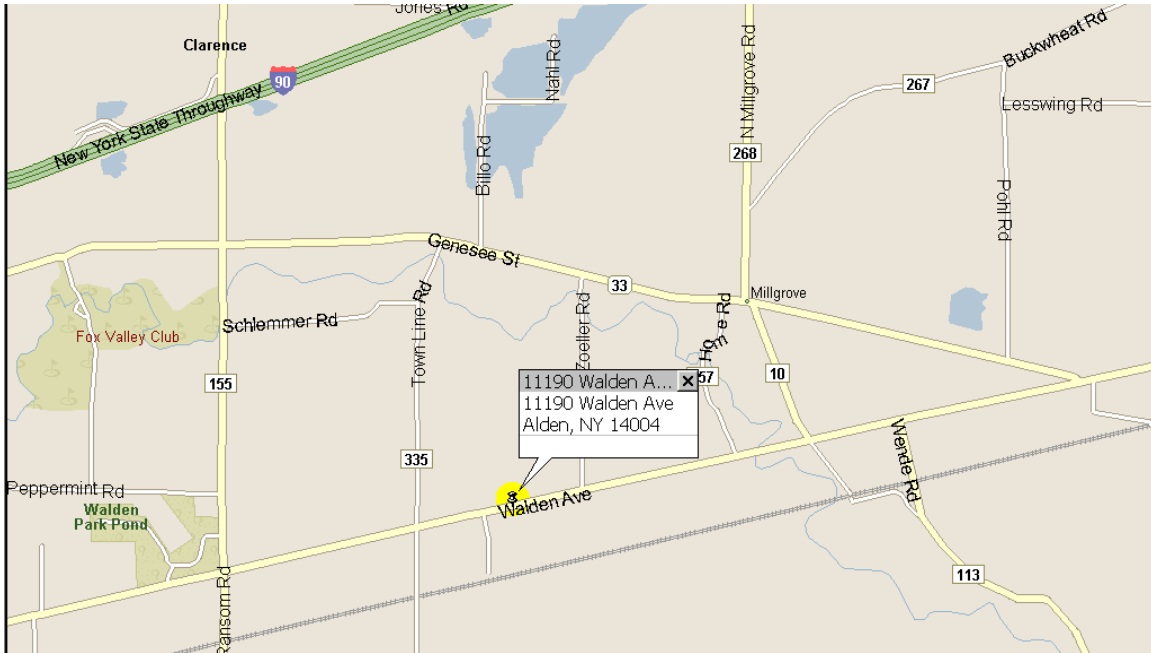 Jones Rd
Clarence
90
New York State Throughway
Nahl Rd
Billo Rd
N Millgrove Rd
268
267
Buckwheat Rd
Lesswing Rd
Pohl Rd
Genesee St
33
Millgrove
Fox Valley Club
Schlemmer Rd
Town Line Rd
Zoeller Rd
Home Rd
155
57
10
11190 Walden A...
11190 Walden Ave
Alden, NY 14004
335
Wende Rd
Peppermint Rd
Walden
Park Pond
Walden Ave
113
Ransom Rd